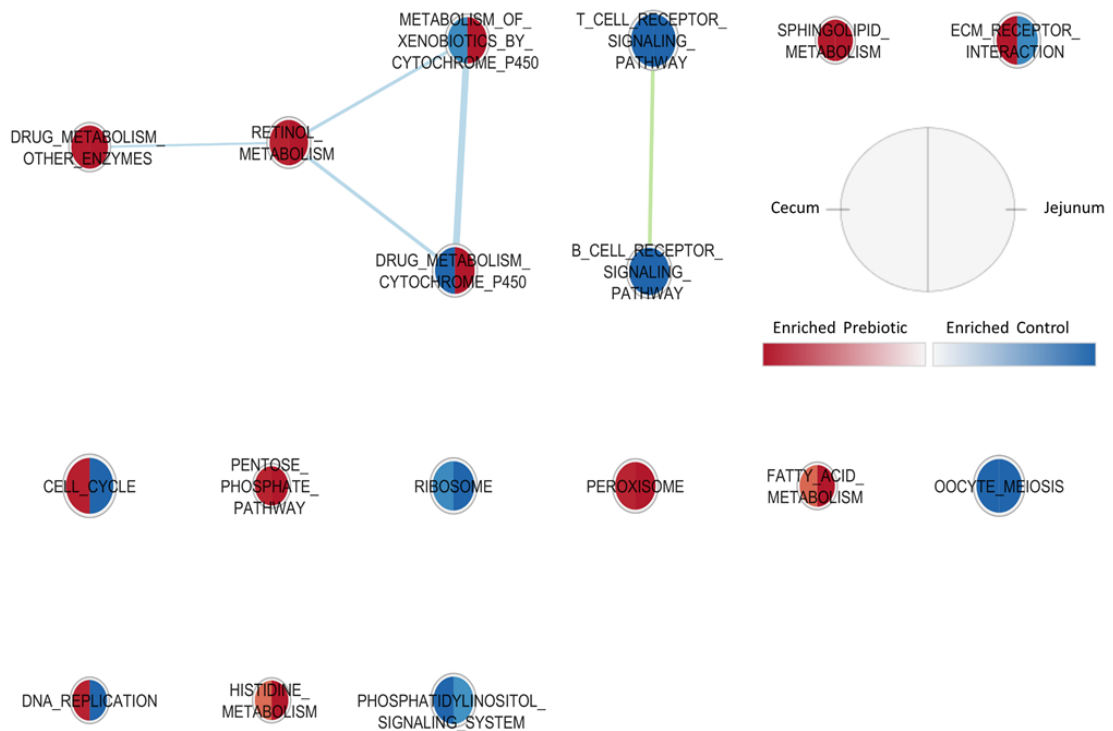 METABOLISM_OF_
XENOBIOTICS_BY_
CYTOCHROME_P450
T_CELL_RECEPTOR_
SIGNALING_
PATHWAY
SPHINGOLIPID_
METABOLISM
ECM_RECEPTOR_
INTERACTION
DRUG_METABOLISM_
OTHER_ENZYMES
RETINOL_
METABOLISM
DRUG_METABOLISM_
CYTOCHROME_P450
B_CELL_RECEPTOR_
SIGNALING_
PATHWAY
Cecum
Jejunum
Enriched Prebiotic
Enriched Control
CELL_CYCLE
PENTOSE_
PHOSPHATE_
PATHWAY
RIBOSOME
PEROXISOME
FATTY_ACID_
METABOLISM
OOCYTE_MEIOSIS
DNA_REPLICATION
HISTIDINE_
METABOLISM
PHOSPHATIDYLINOSITOL_
SIGNALING_SYSTEM